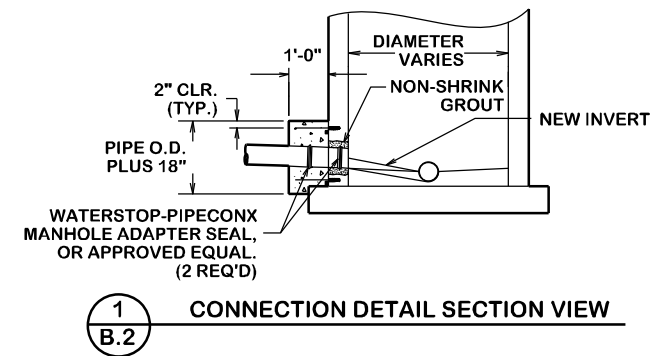 1'-0"
DIAMETER
VARIES
2" CLR.
(TYP.)
NON-SHRINK
GROUT
NEW INVERT
PIPE O.D.
PLUS 18"
WATERSTOP-PIPECONX
MANHOLE ADAPTER SEAL,
OR APPROVED EQUAL.
(2 REQ'D)
1
B.2
CONNECTION DETAIL SECTION VIEW